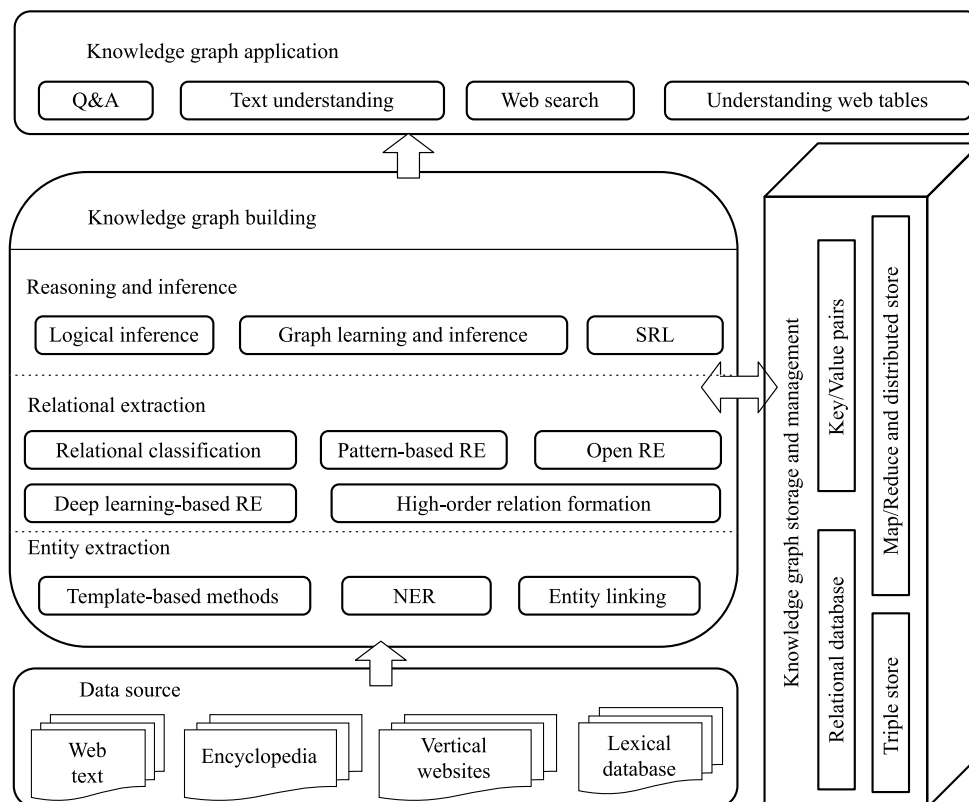 Knowledge graph application
Q&A
Text understanding
Web search
Understanding web tables
Knowledge graph building
Reasoning and inference
Logical inference
Graph learning and inference
SRL
Relational extraction
Relational classification
Pattern-based RE
Open RE
Deep learning-based RE
High-order relation formation
Entity extraction
Template-based methods
NER
Entity linking
Data source
Web
text
Encyclopedia
Vertical
websites
Lexical
database
Knowledge graph storage and management
Key/Value pairs
Relational database
Map/Reduce and distributed store
Triple store